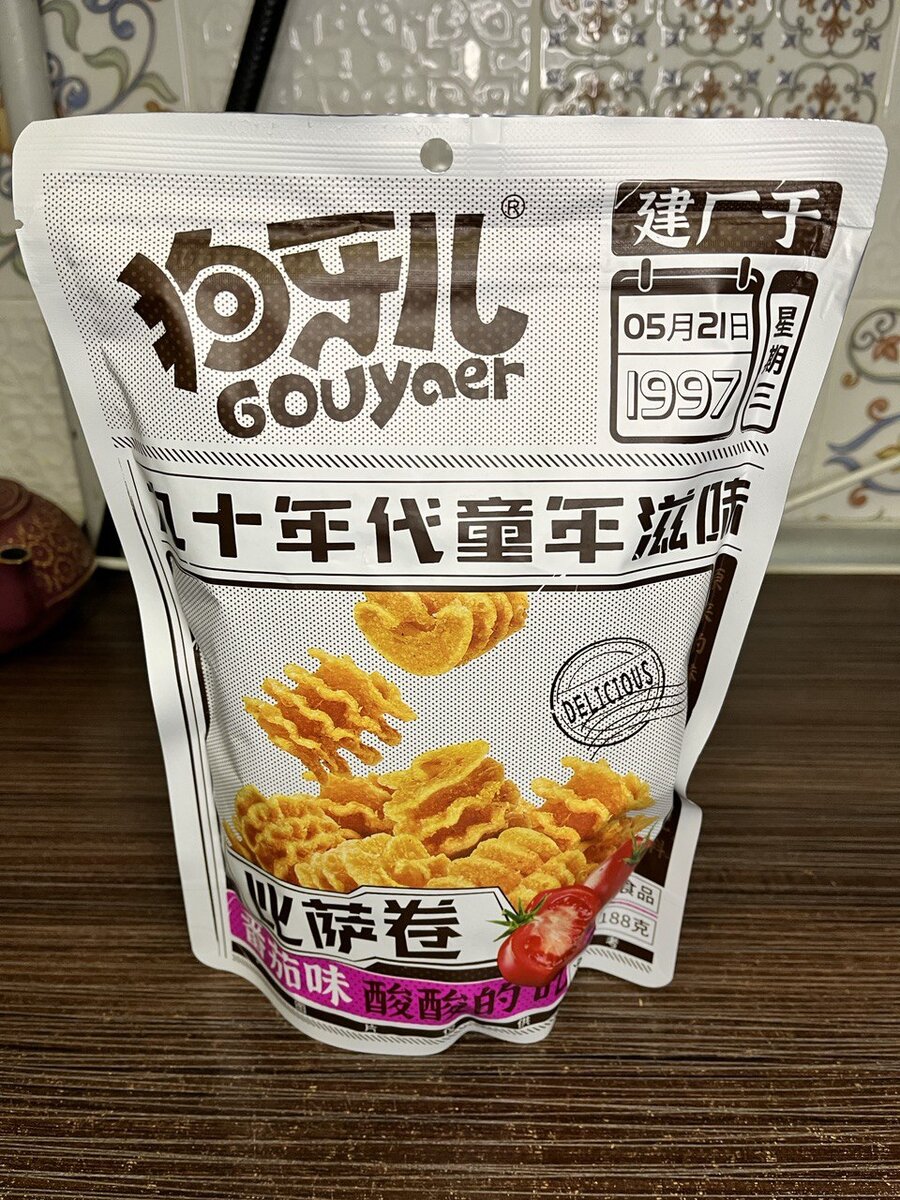 狗牙儿®
GOUyaer
建厂于
05月21日
1997
星期三
九十年代童年滋味
DELICIOUS
食品
188克
比萨卷
番茄味 酸酸的